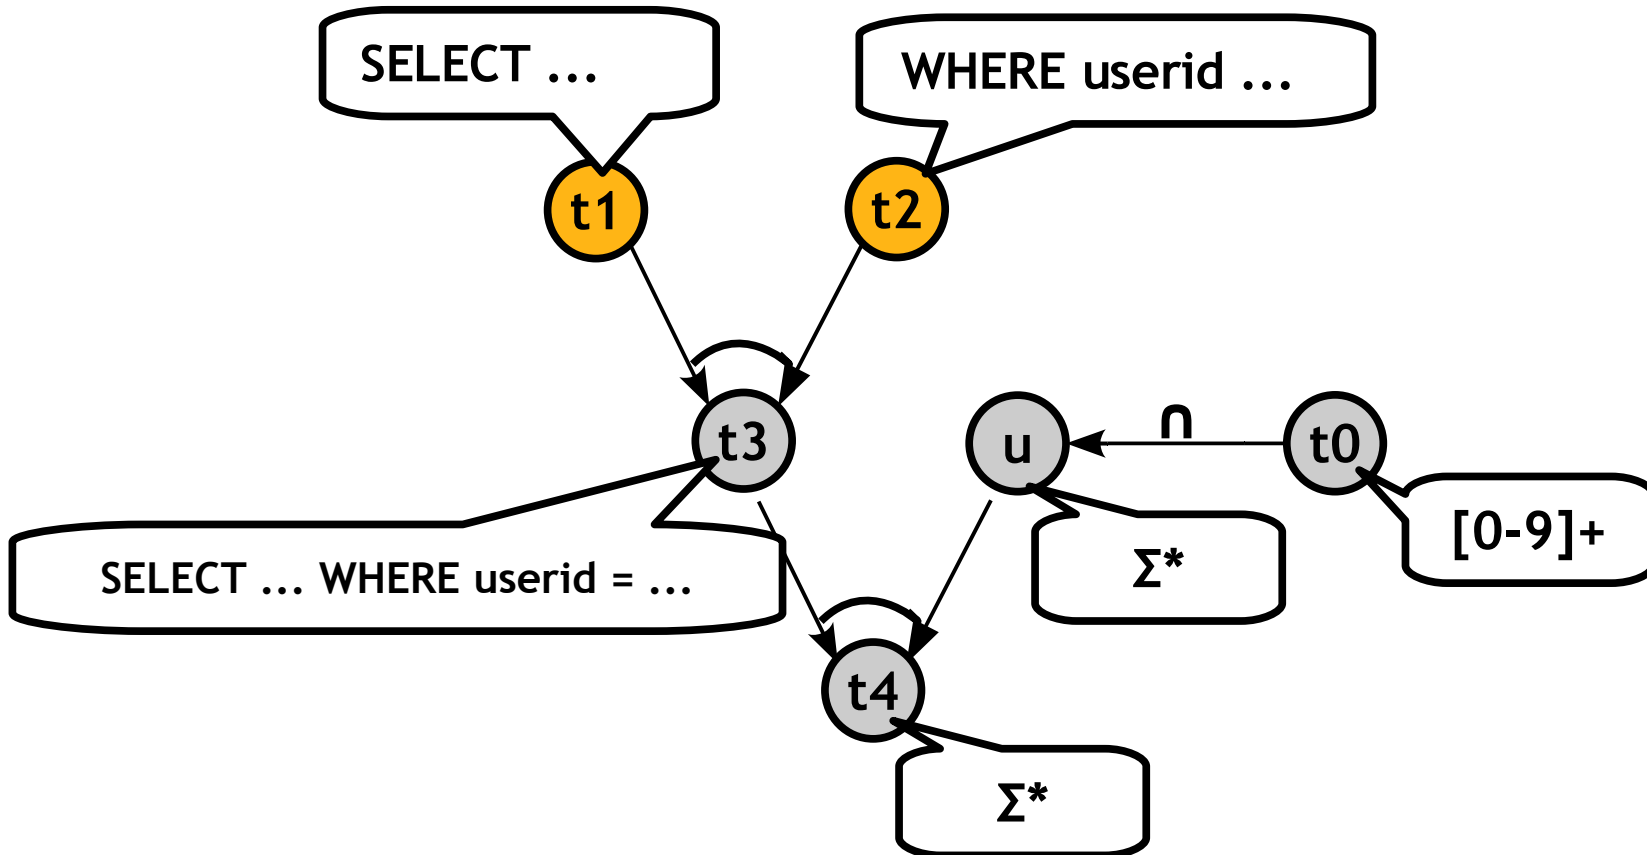 SELECT ...
WHERE userid ...
t1
t2
t3
u
∩
t0
SELECT ... WHERE userid = ...
Σ*
[0-9]+
t4
Σ*